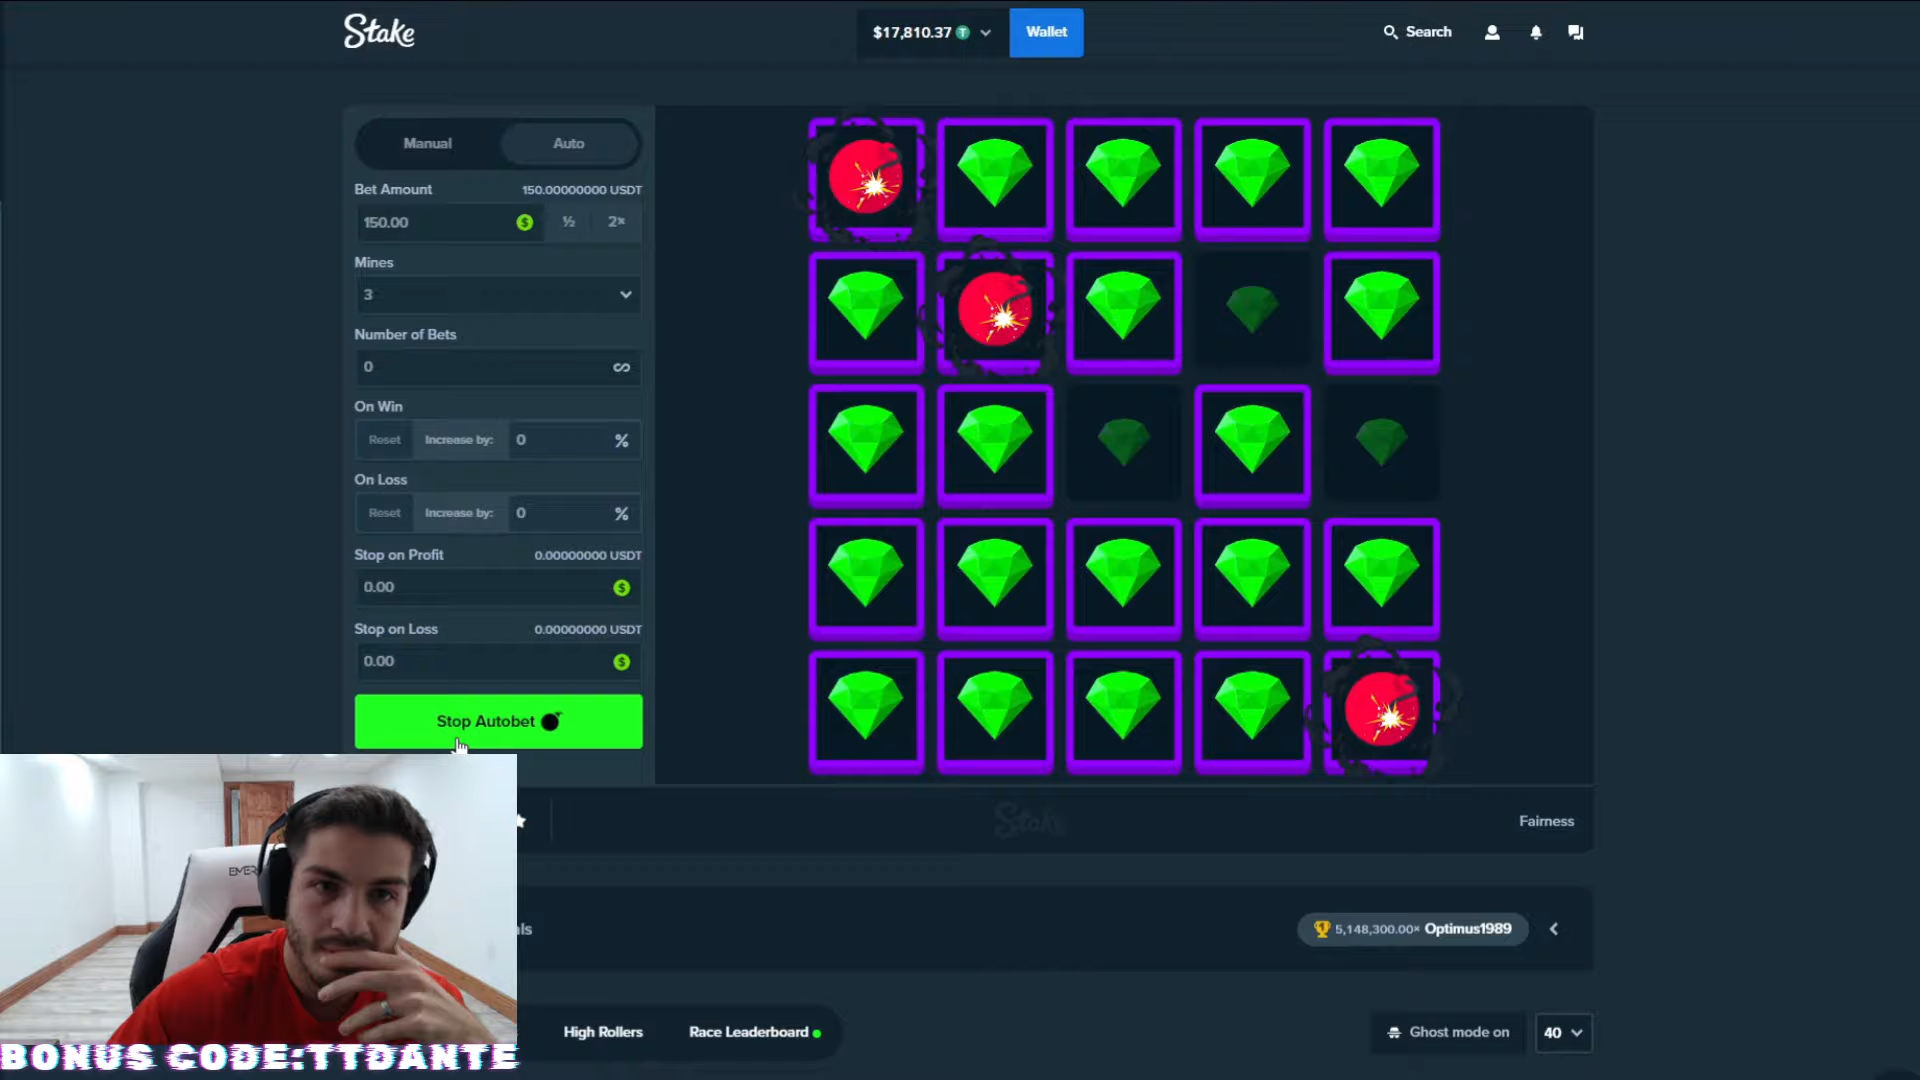 Stake
$17,810.37
Wallet
Search
Manual
Auto
Bet Amount
150.00000000 USDT
150.00
½
2×
Mines
3
Number of Bets
0
∞
On Win
Reset
Increase by:
0
%
On Loss
Reset
Increase by:
0
%
Stop on Profit
0.00000000 USDT
0.00
Stop on Loss
0.00000000 USDT
0.00
Stop Autobet
Stake
Fairness
5,148,300.00× Optimus1989
High Rollers
Race Leaderboard
Ghost mode on
40
BONUS CODE:TTDANTE